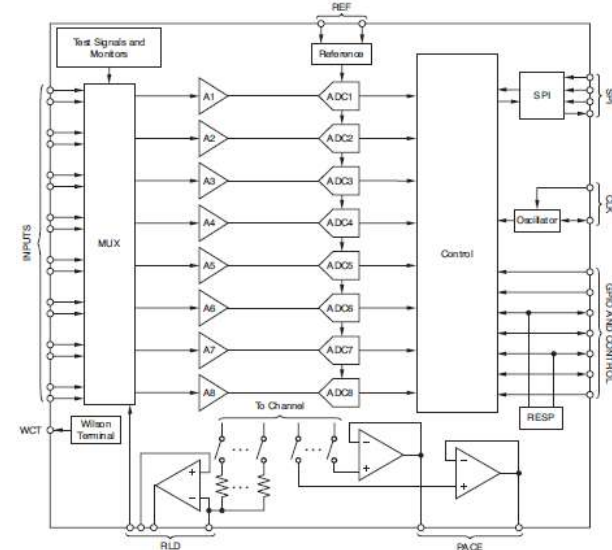 REF
Test Signals and
Monitors
Reference
INPUTS
MUX
A1
A2
A3
A4
A5
A6
A7
A8
ADC1
ADC2
ADC3
ADC4
ADC5
ADC6
ADC7
ADC8
Control
SPI
SPI
CLK
Oscillator
GPIO AND CONTROL
RESP
WCT
Wilson
Terminal
To Channel
...
...
...
+
−
−
+
−
+
RLD
PACE